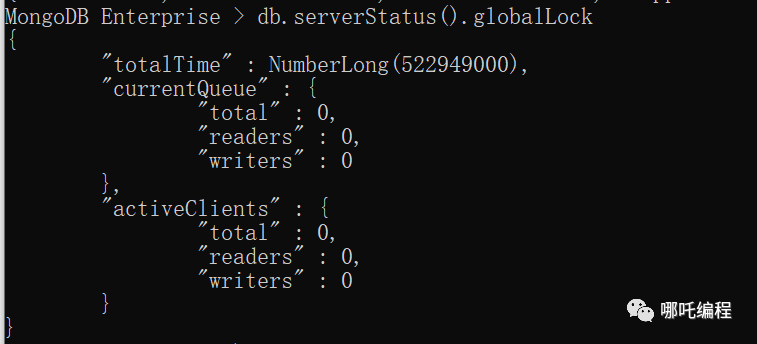 MongoDB Enterprise > db.serverStatus().globalLock
{
        "totalTime" : NumberLong(522949000),
        "currentQueue" : {
                "total" : 0,
                "readers" : 0,
                "writers" : 0
        },
        "activeClients" : {
                "total" : 0,
                "readers" : 0,
                "writers" : 0
        }
}
哪吒编程